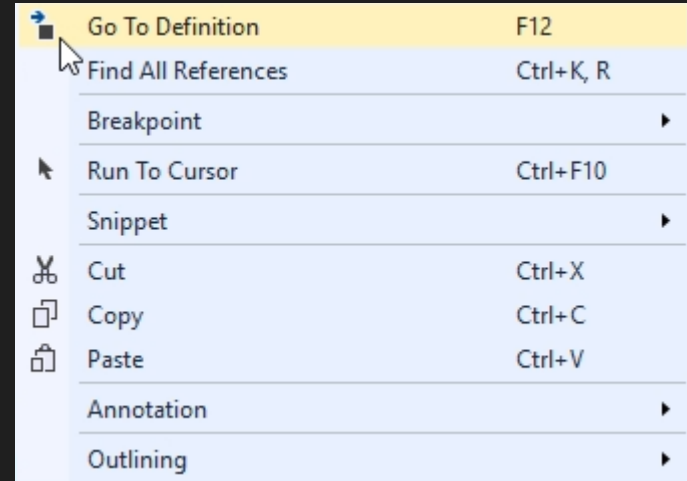 Go To Definition F12
Find All References Ctrl+K, R
Breakpoint
Run To Cursor Ctrl+F10
Snippet
Cut Ctrl+X
Copy Ctrl+C
Paste Ctrl+V
Annotation
Outlining